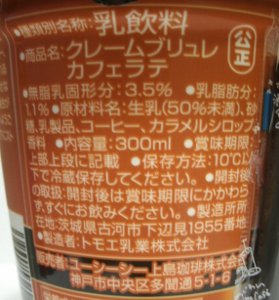 ●種類別名称:乳飲料
●商品名:クレームブリュレ
カフェラテ
公正
●無脂乳固形分:3.5% ●乳脂肪分:
1.1% ●原材料名:生乳(50%未満)、砂
糖、乳製品、コーヒー、カラメルシロップ、
香料 ●内容量:300ml ●賞味期限:
上部上段に記載 ●保存方法:10℃以
下で冷蔵保存してください。●開封後
の取扱:開封後は賞味期限にかかわら
ず、すぐにお飲みください。●製造所所
在地:茨城県古河市下辺見1955番地
●製造者:トモヱ乳業株式会社
販売者:ユーシーシー上島珈琲株式会社
神戸市中央区多聞通5-1-6